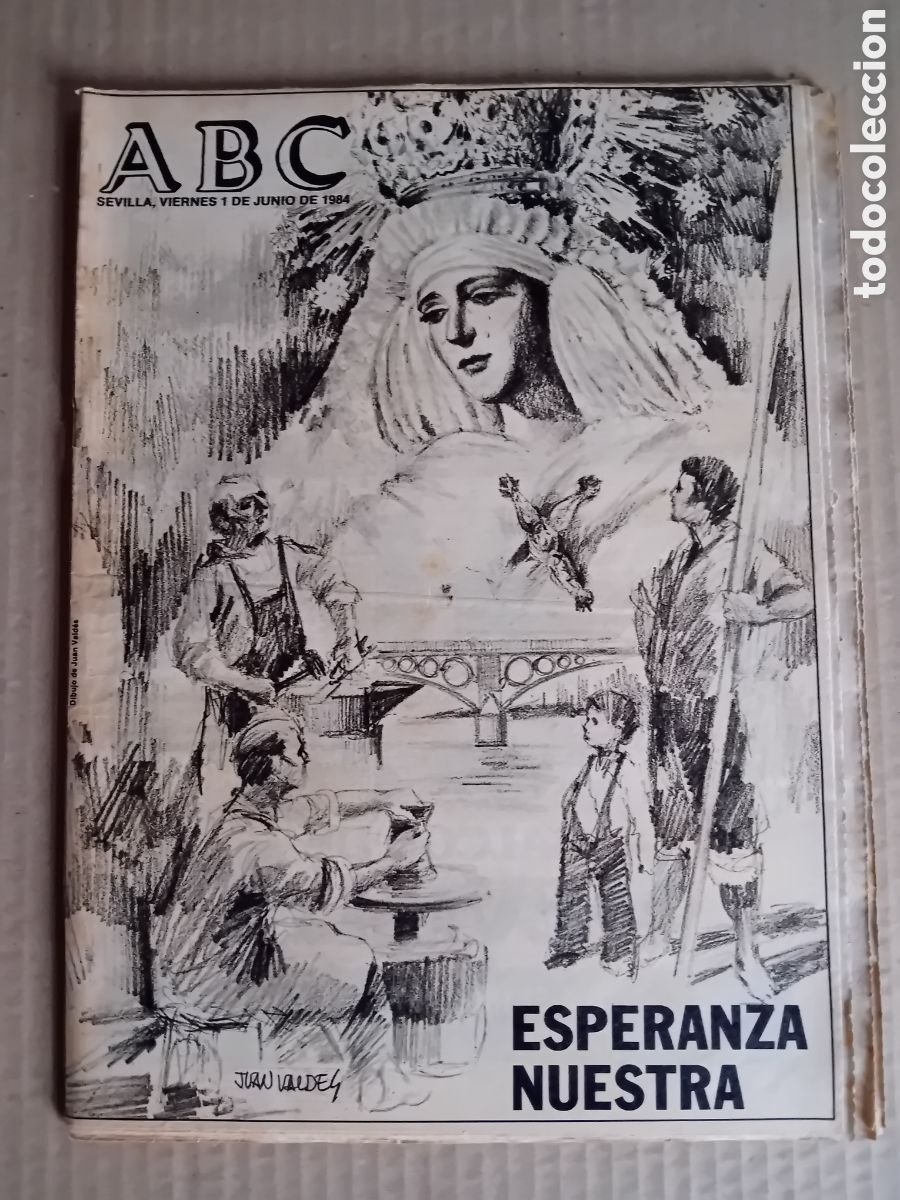 ABC
SEVILLA, VIERNES 1 DE JUNIO DE 1984
todocoleccion
Dibujo de Juan Valdés
JUAN VALDES
ESPERANZA
NUESTRA